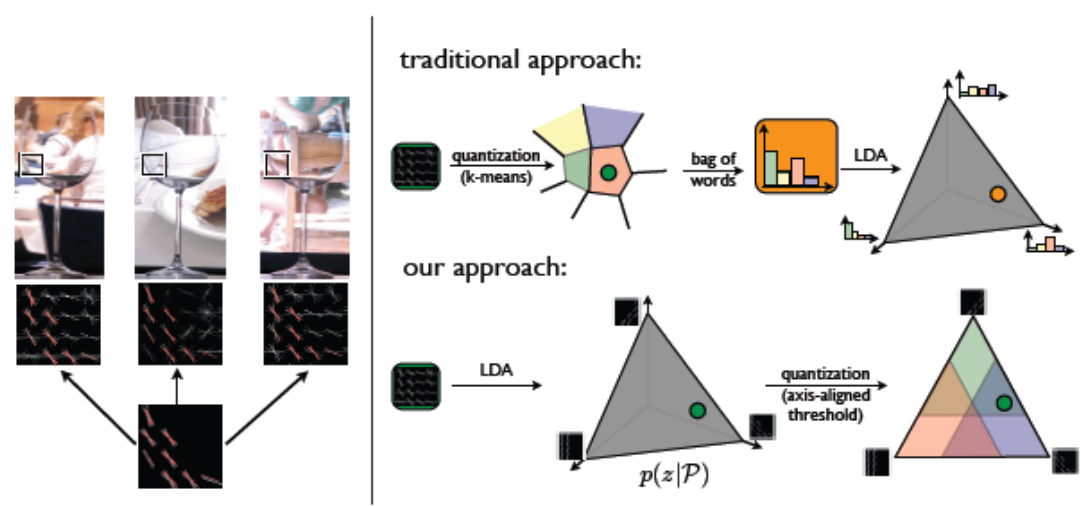 traditional approach:
quantization
(k-means)
bag of
words
LDA
our approach:
LDA
p(z|P)
quantization
(axis-aligned
threshold)